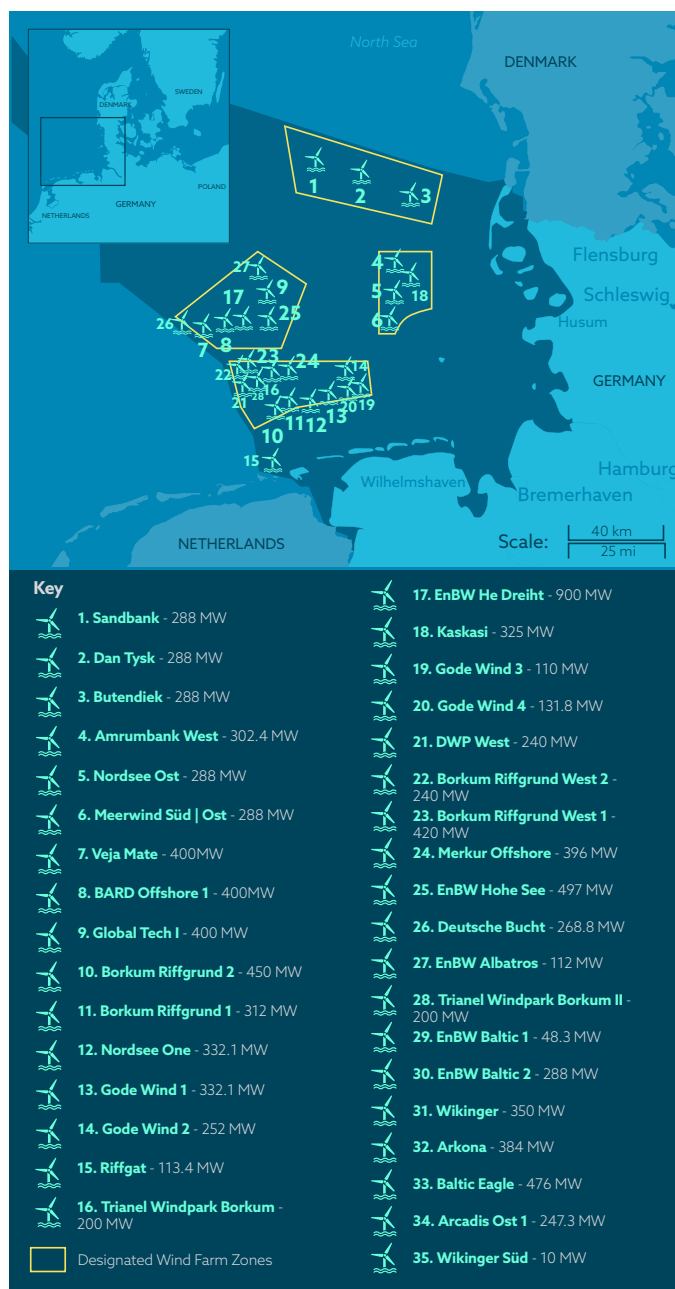 North Sea
DENMARK
SWEDEN
DENMARK
POLAND
GERMANY
NETHERLANDS
1
2
3
Flensburg
4
27
18
5
9
17
Schleswig
25
6
26
Husum
7
8
23
24
22
14
GERMANY
16
28
21
20
19
13
11
12
10
15
Hamburg
Wilhelmshaven
Bremerhaven
NETHERLANDS
Scale:
40 km
25 mi
Key
1. Sandbank - 288 MW
2. Dan Tysk - 288 MW
3. Butendiek - 288 MW
4. Amrumbank West - 302.4 MW
5. Nordsee Ost - 288 MW
6. Meerwind Süd | Ost - 288 MW
7. Veja Mate - 400MW
8. BARD Offshore 1 - 400MW
9. Global Tech I - 400 MW
10. Borkum Riffgrund 2 - 450 MW
11. Borkum Riffgrund 1 - 312 MW
12. Nordsee One - 332.1 MW
13. Gode Wind 1 - 332.1 MW
14. Gode Wind 2 - 252 MW
15. Riffgat - 113.4 MW
16. Trianel Windpark Borkum -
200 MW
Designated Wind Farm Zones
17. EnBW He Dreiht - 900 MW
18. Kaskasi - 325 MW
19. Gode Wind 3 - 110 MW
20. Gode Wind 4 - 131.8 MW
21. DWP West - 240 MW
22. Borkum Riffgrund West 2 -
240 MW
23. Borkum Riffgrund West 1 -
420 MW
24. Merkur Offshore - 396 MW
25. EnBW Hohe See - 497 MW
26. Deutsche Bucht - 268.8 MW
27. EnBW Albatros - 112 MW
28. Trianel Windpark Borkum II -
200 MW
29. EnBW Baltic 1 - 48.3 MW
30. EnBW Baltic 2 - 288 MW
31. Wikinger - 350 MW
32. Arkona - 384 MW
33. Baltic Eagle - 476 MW
34. Arcadis Ost 1 - 247.3 MW
35. Wikinger Süd - 10 MW